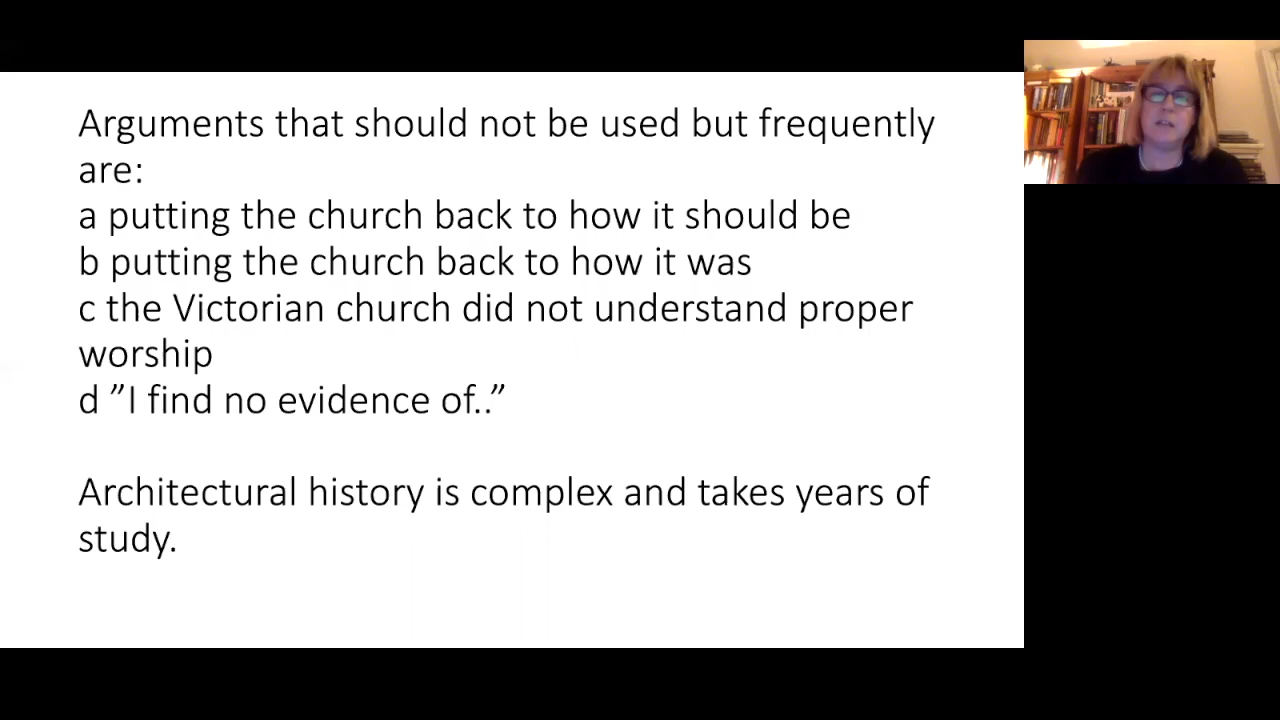 Arguments that should not be used but frequently
are:
a putting the church back to how it should be
b putting the church back to how it was
c the Victorian church did not understand proper
worship
d ”I find no evidence of..”
Architectural history is complex and takes years of
study.